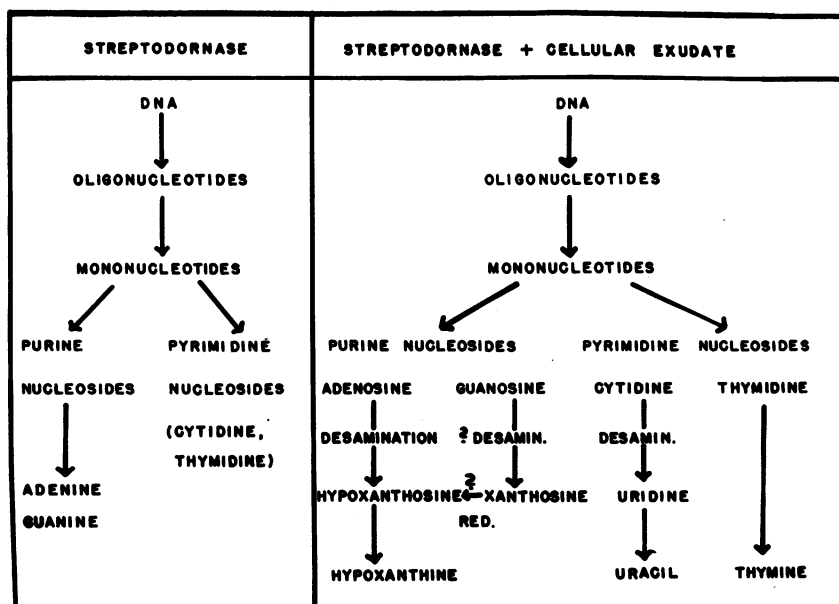 STREPTODORNASE
DNA
OLIGONUCLEOTIDES
MONONUCLEOTIDES
PURINE PYRIMIDINE
NUCLEOSIDES NUCLEOSIDES
(CYTIDINE,
THYMIDINE)
ADENINE
GUANINE
STREPTODORNASE + CELLULAR EXUDATE
DNA
OLIGONUCLEOTIDES
MONONUCLEOTIDES
PURINE NUCLEOSIDES PYRIMIDINE NUCLEOSIDES
ADENOSINE GUANOSINE CYTIDINE THYMIDINE
DESAMINATION ? DESAMIN. DESAMIN.
?
HYPOXANTHOSINE XANTHOSINE URIDINE
RED.
HYPOXANTHINE URACIL THYMINE